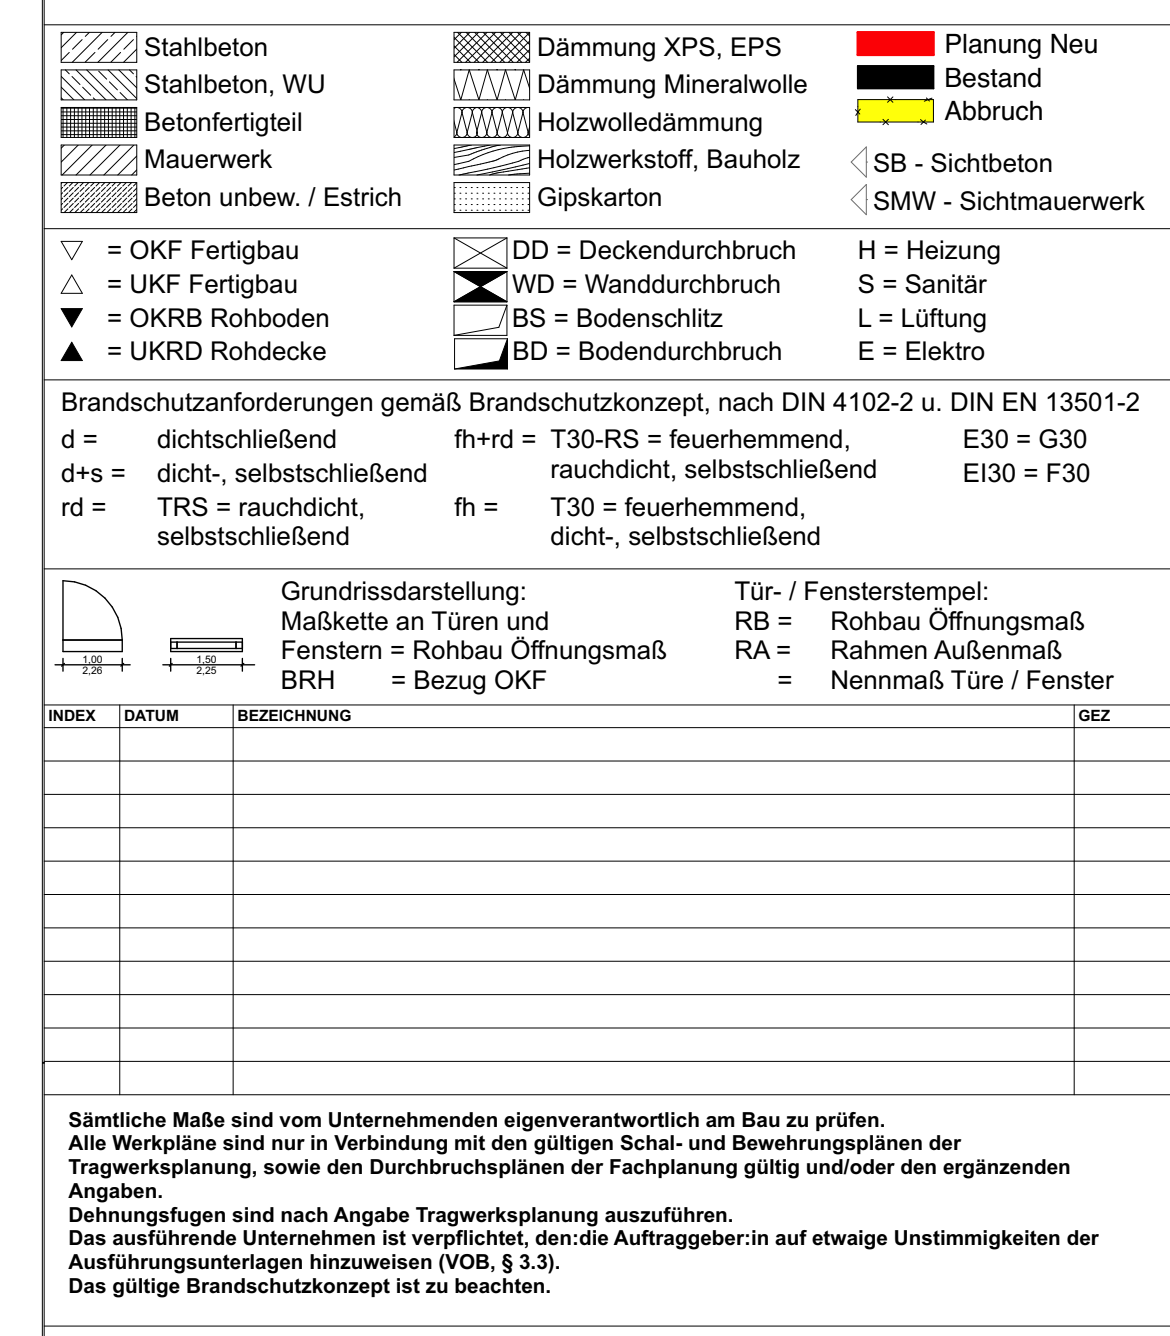 Stahlbeton
Stahlbeton, WU
Betonfertigteil
Mauerwerk
Beton unbew. / Estrich
Dämmung XPS, EPS
Dämmung Mineralwolle
Holzwolledämmung
Holzwerkstoff, Bauholz
Gipskarton
Planung Neu
Bestand
Abbruch
SB - Sichtbeton
SMW - Sichtmauerwerk
= OKF Fertigbau
= UKF Fertigbau
= OKRB Rohboden
= UKRD Rohdecke
DD = Deckendurchbruch
WD = Wanddurchbruch
BS = Bodenschlitz
BD = Bodendurchbruch
H = Heizung
S = Sanitär
L = Lüftung
E = Elektro
Brandschutzanforderungen gemäß Brandschutzkonzept, nach DIN 4102-2 u. DIN EN 13501-2
d = dichtschließend
d+s = dicht-, selbstschließend
rd = TRS = rauchdicht,
selbstschließend
fh+rd = T30-RS = feuerhemmend,
rauchdicht, selbstschließend
fh = T30 = feuerhemmend,
dicht-, selbstschließend
E30 = G30
EI30 = F30
1,00
2,26
1,50
2,25
Grundrissdarstellung:
Maßkette an Türen und
Fenstern = Rohbau Öffnungsmaß
BRH = Bezug OKF
Tür- / Fensterstempel:
RB = Rohbau Öffnungsmaß
RA = Rahmen Außenmaß
= Nennmaß Türe / Fenster
INDEX DATUM BEZEICHNUNG GEZ
Sämtliche Maße sind vom Unternehmenden eigenverantwortlich am Bau zu prüfen.
Alle Werkpläne sind nur in Verbindung mit den gültigen Schal- und Bewehrungsplänen der
Tragwerksplanung, sowie den Durchbruchsplänen der Fachplanung gültig und/oder den ergänzenden
Angaben.
Dehnungsfugen sind nach Angabe Tragwerksplanung auszuführen.
Das ausführende Unternehmen ist verpflichtet, den:die Auftraggeber:in auf etwaige Unstimmigkeiten der
Ausführungsunterlagen hinzuweisen (VOB, § 3.3).
Das gültige Brandschutzkonzept ist zu beachten.